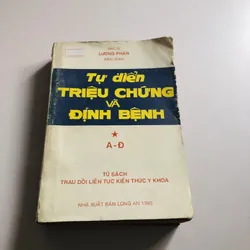 LƯƠNG PHÁN
Tự điển
TRIỆU CHỨNG
VÀ
ĐỊNH BỆNH
A-Đ
TỦ SÁCH
TRAU DỒI LIÊN TỤC KIẾN THỨC Y KHOA
NHÀ XUẤT BẢN LONG AN 1990